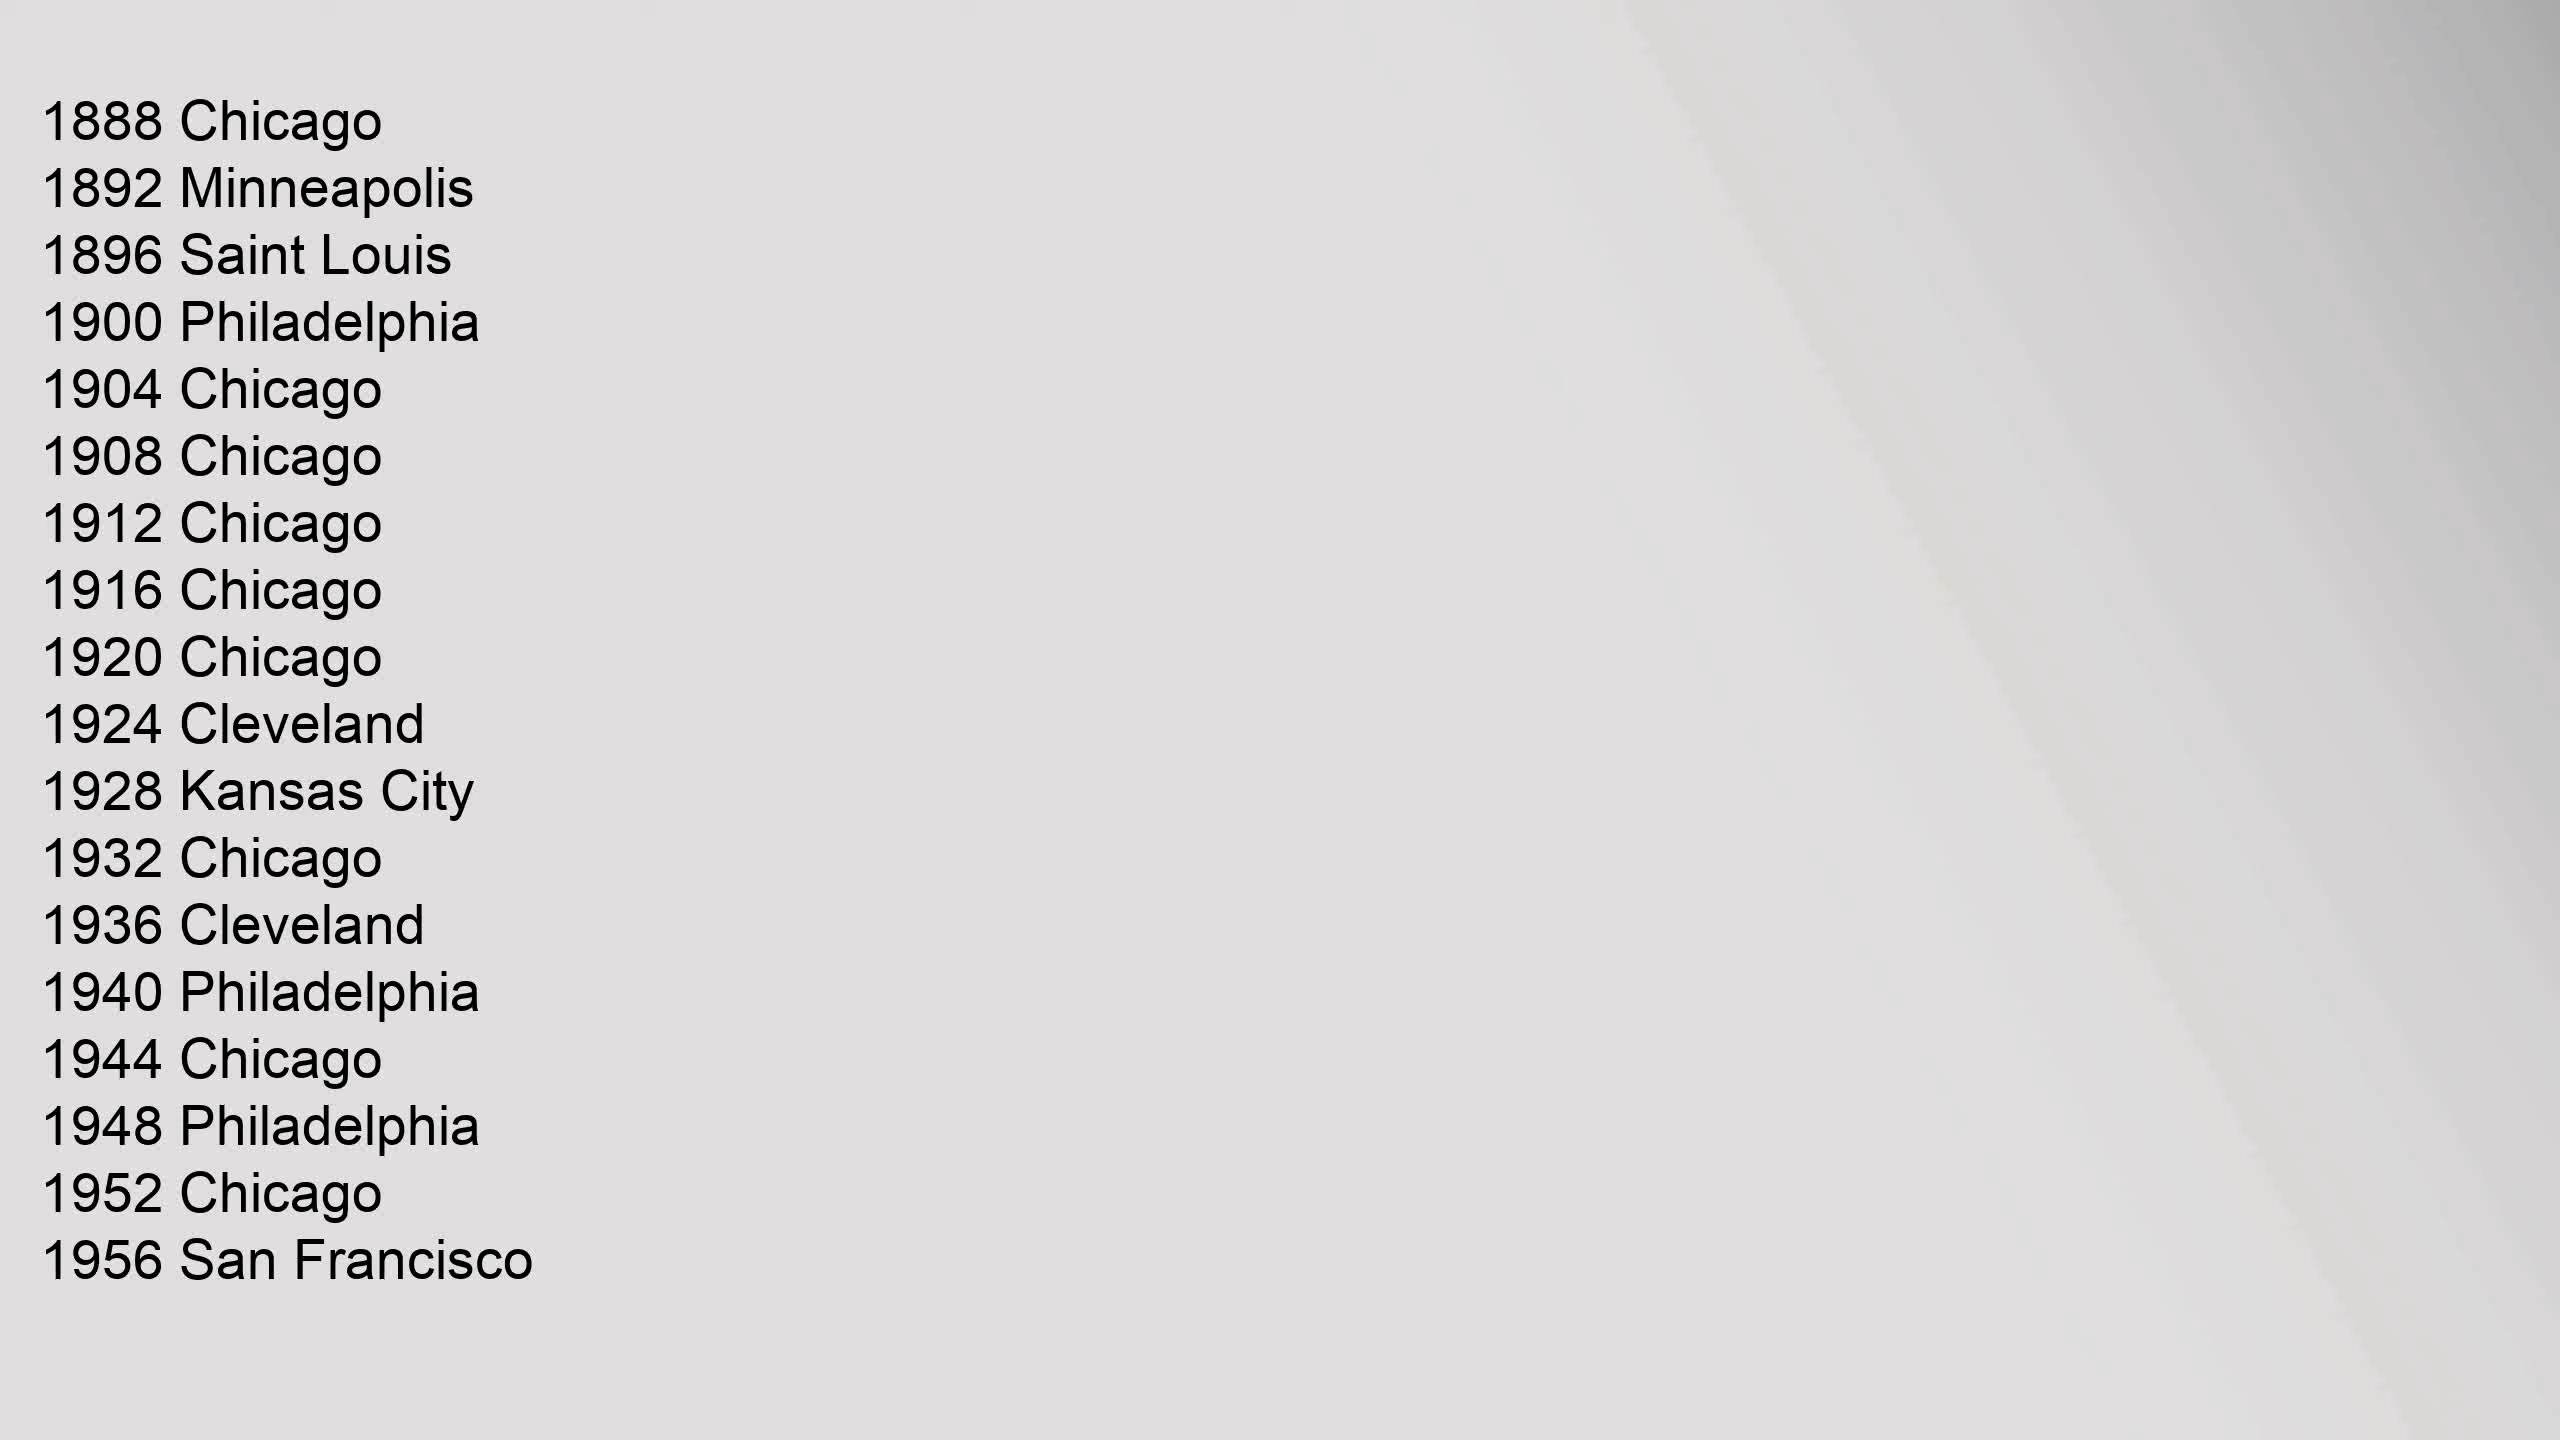 1888 Chicago
1892 Minneapolis
1896 Saint Louis
1900 Philadelphia
1904 Chicago
1908 Chicago
1912 Chicago
1916 Chicago
1920 Chicago
1924 Cleveland
1928 Kansas City
1932 Chicago
1936 Cleveland
1940 Philadelphia
1944 Chicago
1948 Philadelphia
1952 Chicago
1956 San Francisco